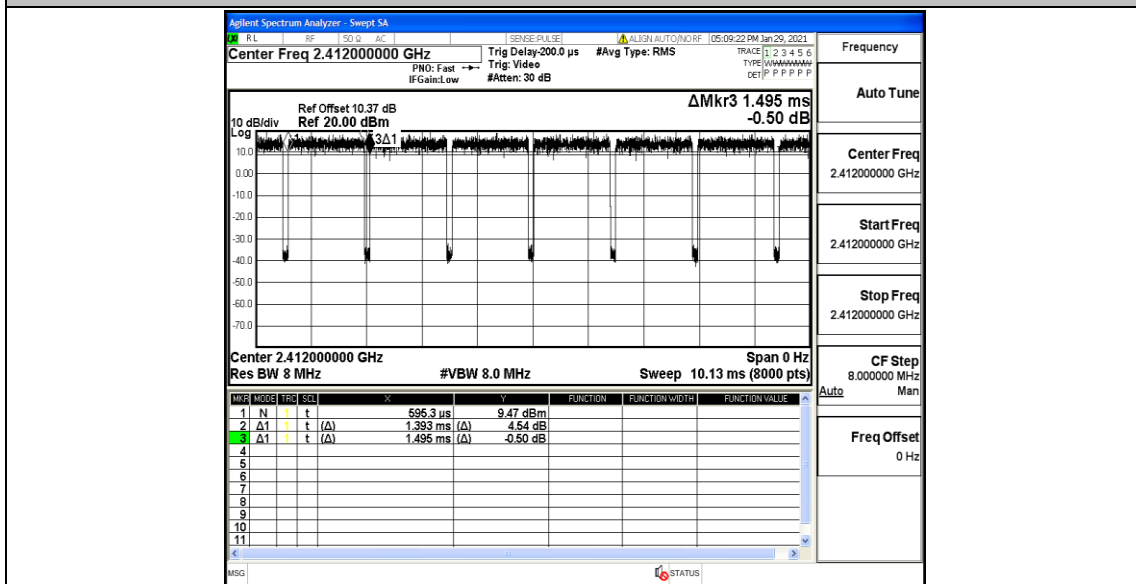 Agilent Spectrum Analyzer - Swept SA
RL RF 50 Ω AC SENSE:PULSE ALIGN AUTO/NO RF 05:09:22 PM Jan 29, 2021
Center Freq 2.412000000 GHz
PNO: Fast
IFGain:Low
Trig Delay-200.0 µs
Trig: Video
#Atten: 30 dB
#Avg Type: RMS
TRACE 1 2 3 4 5 6
TYPE
DET P P P P P P
Ref Offset 10.37 dB
10 dB/div Ref 20.00 dBm
ΔMkr3 1.495 ms
-0.50 dB
Log
1
3Δ1
10.0
0.00
-10.0
-20.0
-30.0
-40.0
-50.0
-60.0
-70.0
Center 2.412000000 GHz Span 0 Hz
Res BW 8 MHz #VBW 8.0 MHz Sweep 10.13 ms (8000 pts)
MKR MODE TRC SCL X Y FUNCTION FUNCTION WIDTH FUNCTION VALUE
1 N 1 t 595.3 µs 9.47 dBm
2 Δ1 1 t (Δ) 1.393 ms (Δ) 4.54 dB
3 Δ1 1 t (Δ) 1.495 ms (Δ) -0.50 dB
4
5
6
7
8
9
10
11
MSG STATUS
Frequency
Auto Tune
Center Freq
2.412000000 GHz
Start Freq
2.412000000 GHz
Stop Freq
2.412000000 GHz
CF Step
8.000000 MHz
Auto Man
Freq Offset
0 Hz